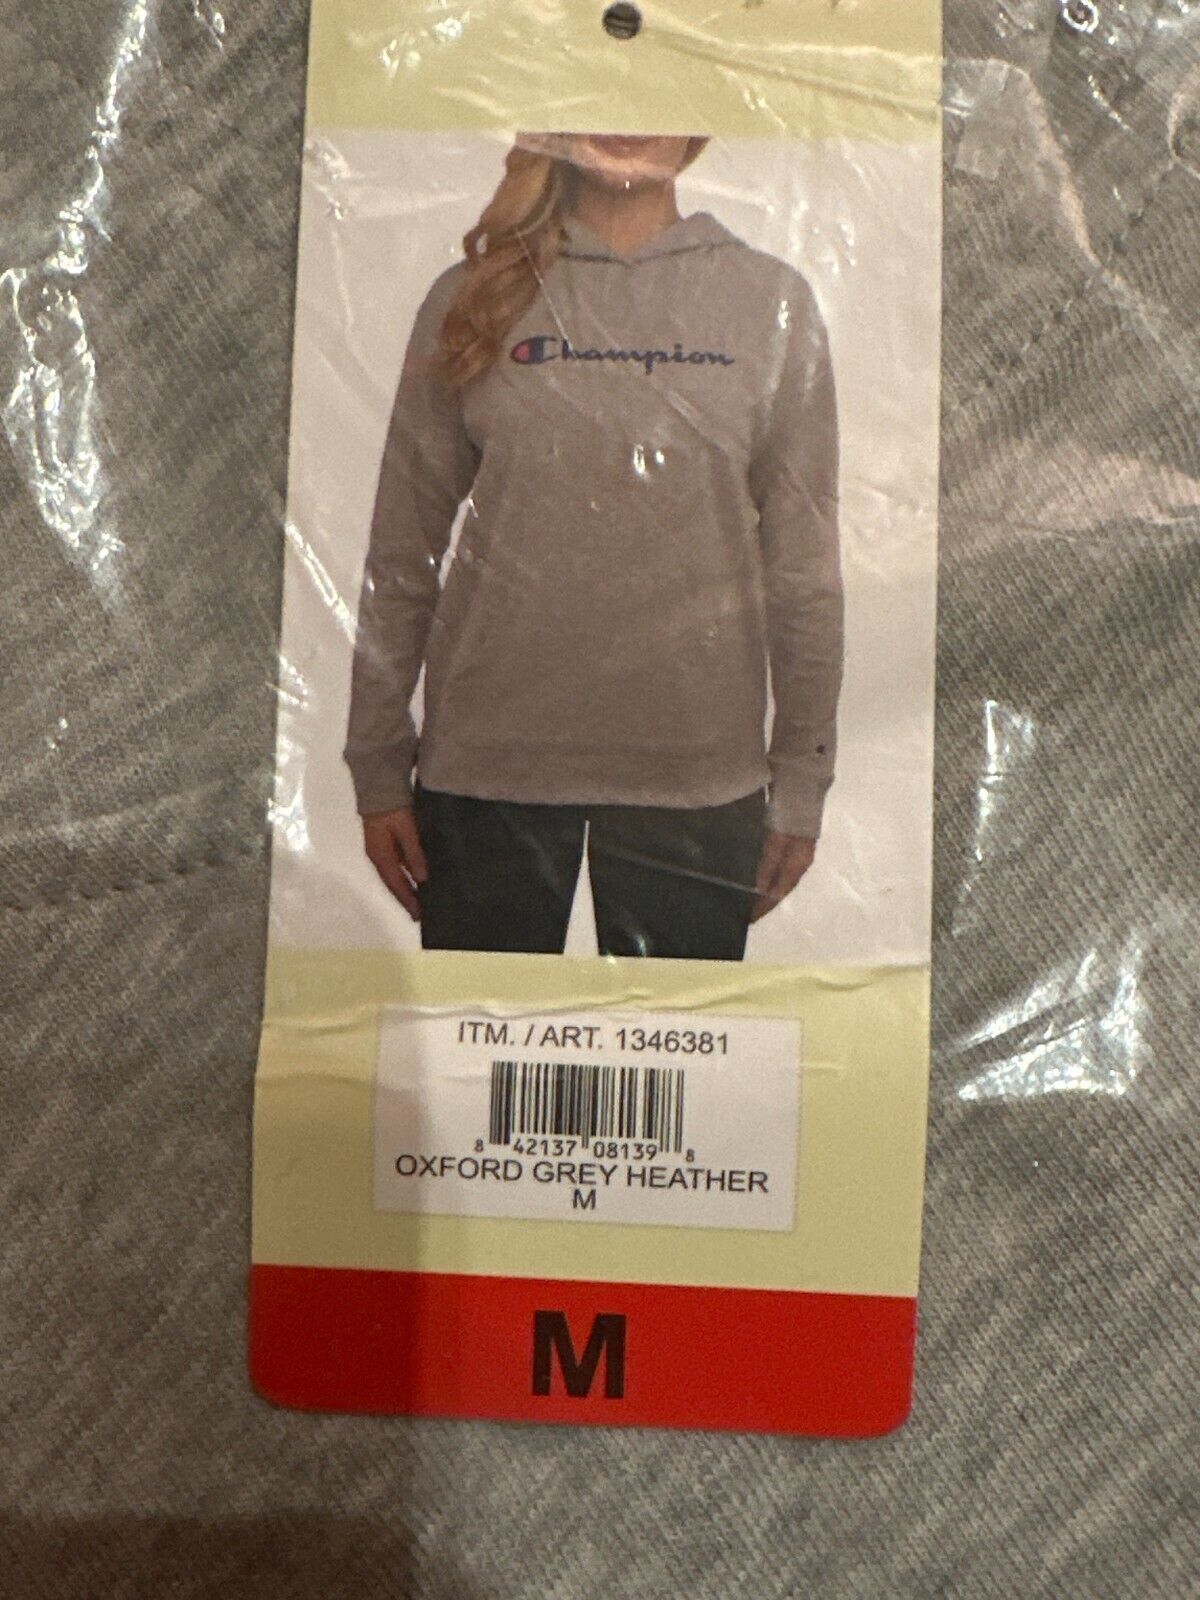 Champion
ITM. / ART. 1346381
8 42137 08139 8
OXFORD GREY HEATHER
M
M